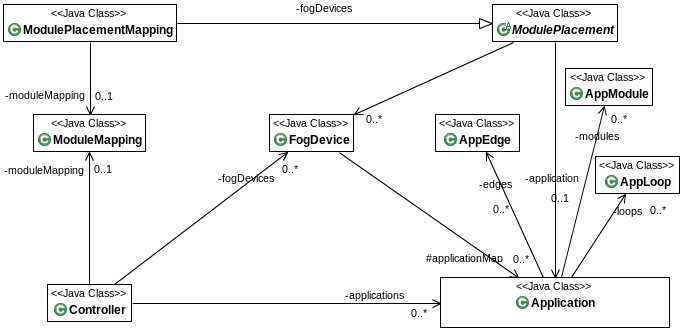 -fogDevices
<<Java Class>>
ModulePlacementMapping
<<Java Class>>
ModulePlacement
<<Java Class>>
AppModule
-moduleMapping
0..1
0..*
0..*
-modules
<<Java Class>>
ModuleMapping
<<Java Class>>
FogDevice
<<Java Class>>
AppEdge
<<Java Class>>
AppLoop
-moduleMapping
0..1
-fogDevices
0..*
-edges
0..*
-application
0..1
-loops
0..*
#applicationMap
0..*
<<Java Class>>
Controller
-applications
0..*
<<Java Class>>
Application